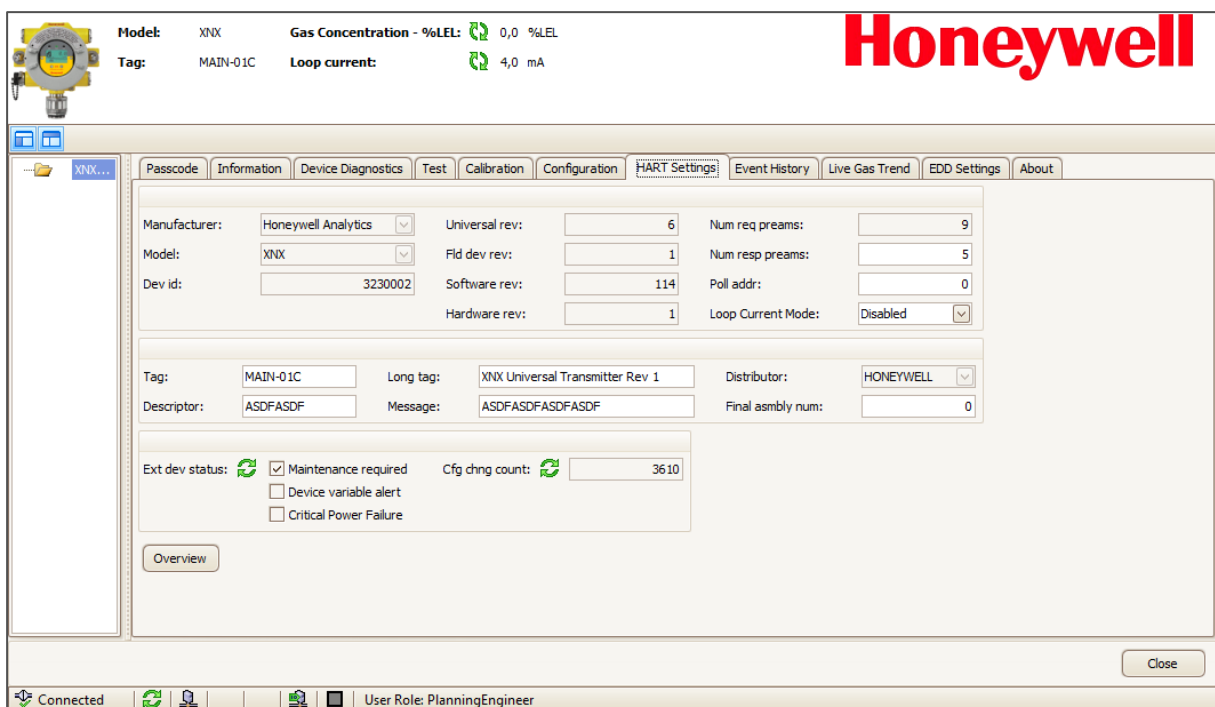 Model: XNX Gas Concentration - %LEL: 0,0 %LEL
Honeywell
Tag: MAIN-01C Loop current: 4,0 mA
XNX...
Passcode Information Device Diagnostics Test Calibration Configuration HART Settings Event History Live Gas Trend EDD Settings About
Manufacturer: Honeywell Analytics Universal rev: 6 Num req preams: 9
Model: XNX Fld dev rev: 1 Num resp preams: 5
Dev id: 3230002 Software rev: 114 Poll addr: 0
Hardware rev: 1 Loop Current Mode: Disabled
Tag: MAIN-01C Long tag: XNX Universal Transmitter Rev 1 Distributor: HONEYWELL
Descriptor: ASDFASDF Message: ASDFASDFASDFASDF Final asmbly num: 0
Ext dev status: Maintenance required Cfg chng count: 3610
Device variable alert
Critical Power Failure
Overview
Close
Connected User Role: PlanningEngineer